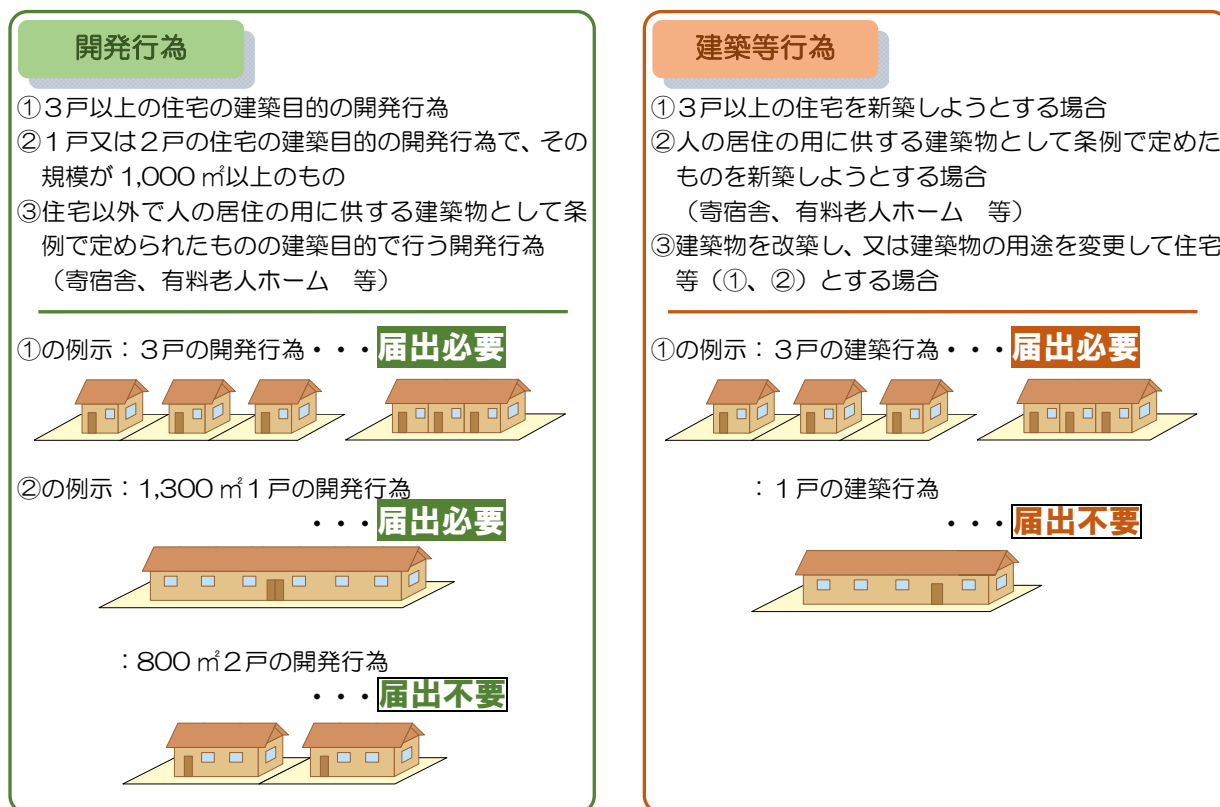 開発行為
①３戸以上の住宅の建築目的の開発行為
②１戸又は２戸の住宅の建築目的の開発行為で、その
規模が 1,000 ㎡以上のもの
③住宅以外で人の居住の用に供する建築物として条
例で定められたものの建築目的で行う開発行為
（寄宿舎、有料老人ホーム　等）
①の例示：３戸の開発行為・・・届出必要
②の例示：1,300 ㎡１戸の開発行為
・・・届出必要
：800 ㎡２戸の開発行為
・・・届出不要
建築等行為
①３戸以上の住宅を新築しようとする場合
②人の居住の用に供する建築物として条例で定めた
ものを新築しようとする場合
（寄宿舎、有料老人ホーム　等）
③建築物を改築し、又は建築物の用途を変更して住宅
等（①、②）とする場合
①の例示：３戸の建築行為・・・届出必要
：１戸の建築行為
・・・届出不要